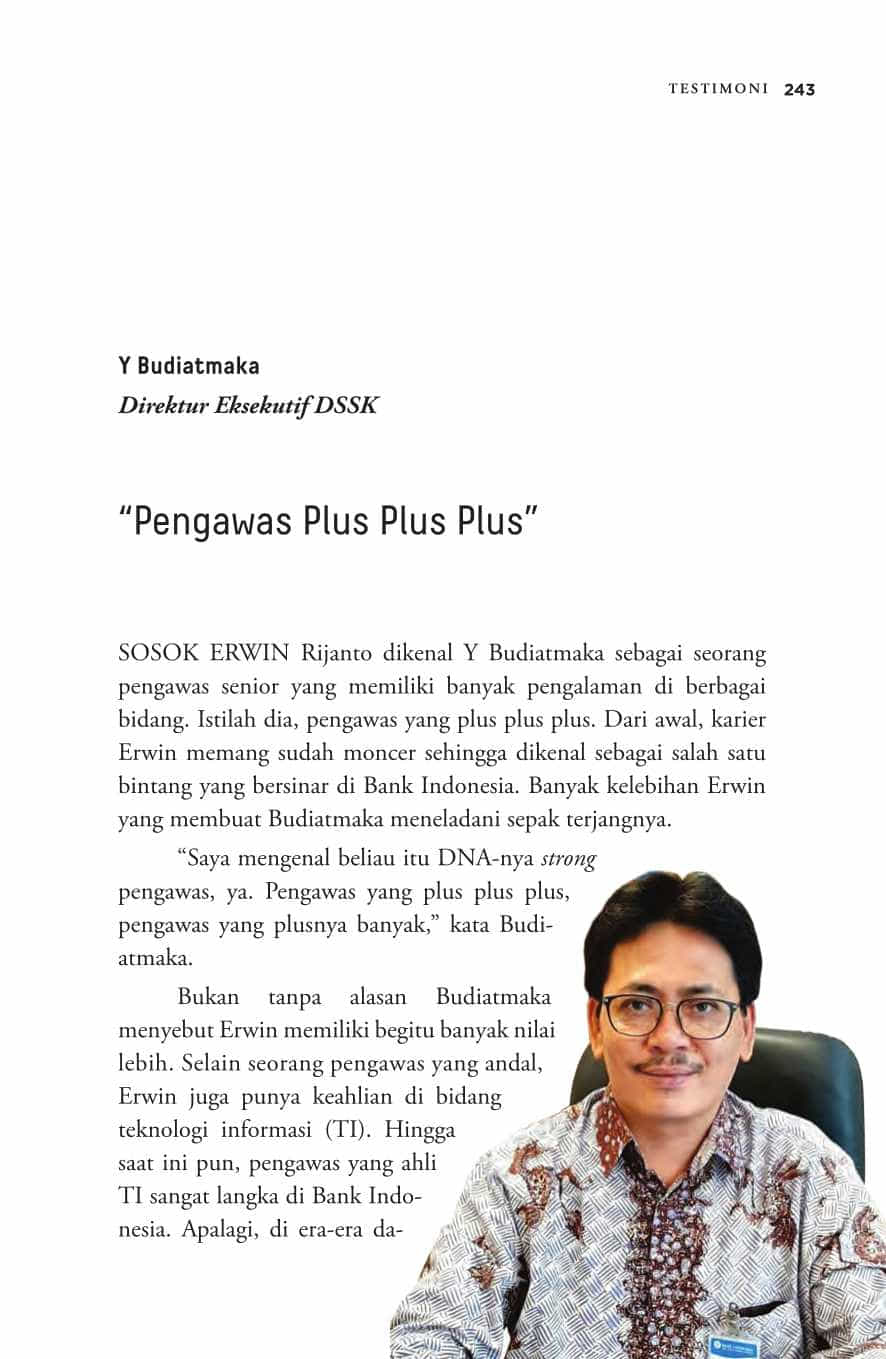 TESTIMONI 243
Y Budiatmaka
Direktur Eksekutif DSSK
“Pengawas Plus Plus Plus”
SOSOK ERWIN Rijanto dikenal Y Budiatmaka sebagai seorang
pengawas senior yang memiliki banyak pengalaman di berbagai
bidang. Istilah dia, pengawas yang plus plus plus. Dari awal, karier
Erwin memang sudah moncer sehingga dikenal sebagai salah satu
bintang yang bersinar di Bank Indonesia. Banyak kelebihan Erwin
yang membuat Budiatmaka meneladani sepak terjangnya.
“Saya mengenal beliau itu DNA-nya strong
pengawas, ya. Pengawas yang plus plus plus,
pengawas yang plusnya banyak,” kata Budi-
atmaka.
Bukan tanpa alasan Budiatmaka
menyebut Erwin memiliki begitu banyak nilai
lebih. Selain seorang pengawas yang andal,
Erwin juga punya keahlian di bidang
teknologi informasi (TI). Hingga
saat ini pun, pengawas yang ahli
TI sangat langka di Bank Indo-
nesia. Apalagi, di era-era da-